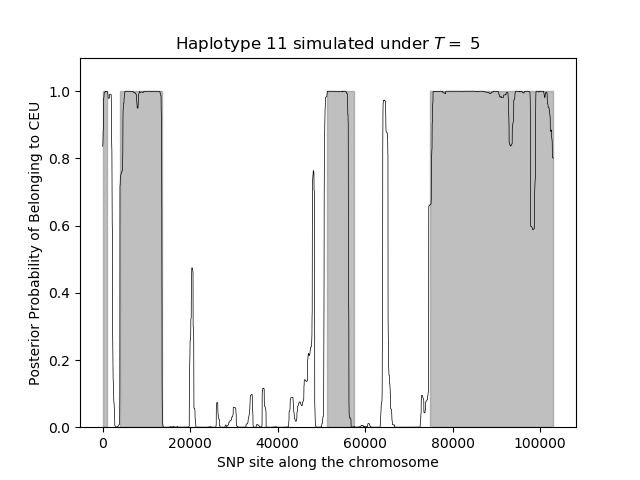 Haplotype 11 simulated under T = 5
Posterior Probability of Belonging to CEU
1.0
0.8
0.6
0.4
0.2
0.0
0 20000 40000 60000 80000 100000
SNP site along the chromosome